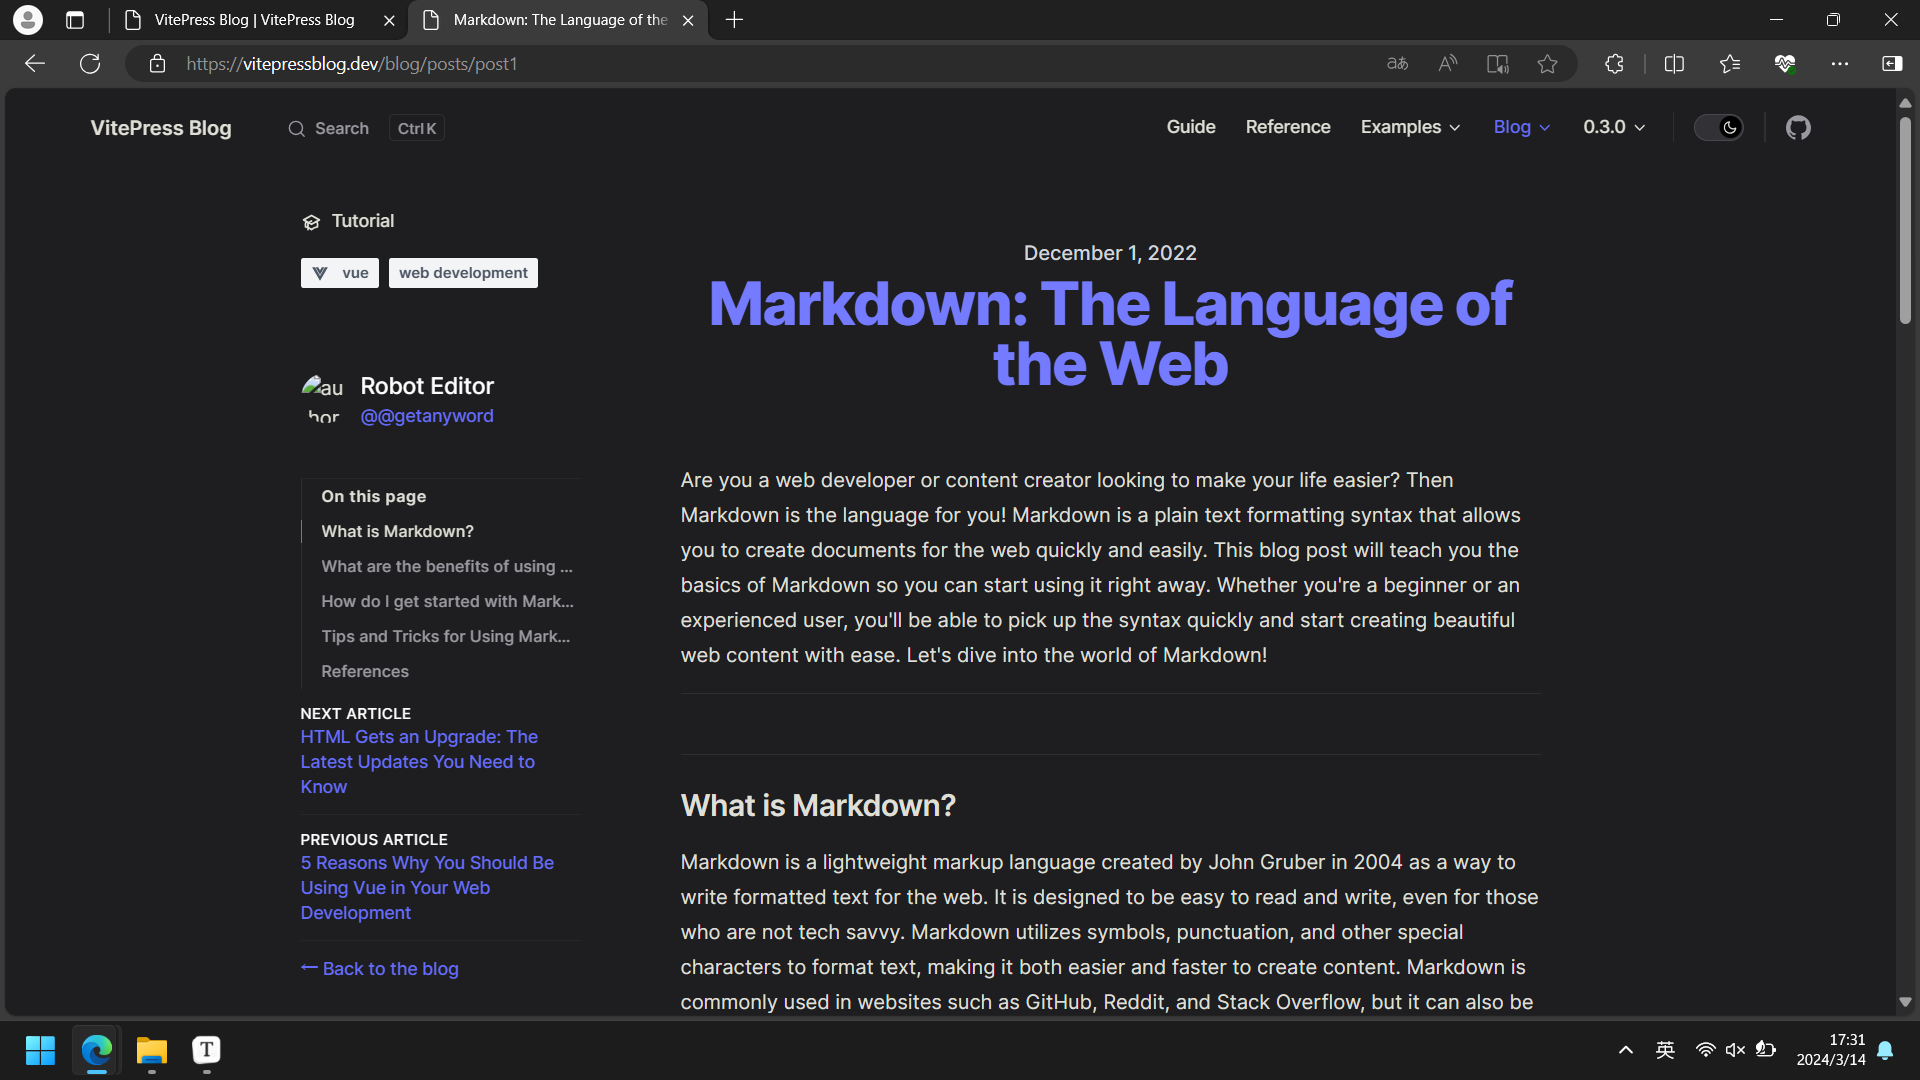 VitePress Blog | VitePress Blog
Markdown: The Language of the
https://vitepressblog.dev/blog/posts/post1
VitePress Blog
Search
Ctrl K
Guide
Reference
Examples
Blog
0.3.0
Tutorial
vue
web development
Robot Editor
@@getanyword
On this page
What is Markdown?
What are the benefits of using ...
How do I get started with Mark...
Tips and Tricks for Using Mark...
References
NEXT ARTICLE
HTML Gets an Upgrade: The
Latest Updates You Need to
Know
PREVIOUS ARTICLE
5 Reasons Why You Should Be
Using Vue in Your Web
Development
← Back to the blog
December 1, 2022
Markdown: The Language of
the Web
Are you a web developer or content creator looking to make your life easier? Then
Markdown is the language for you! Markdown is a plain text formatting syntax that allows
you to create documents for the web quickly and easily. This blog post will teach you the
basics of Markdown so you can start using it right away. Whether you're a beginner or an
experienced user, you'll be able to pick up the syntax quickly and start creating beautiful
web content with ease. Let's dive into the world of Markdown!
What is Markdown?
Markdown is a lightweight markup language created by John Gruber in 2004 as a way to
write formatted text for the web. It is designed to be easy to read and write, even for those
who are not tech savvy. Markdown utilizes symbols, punctuation, and other special
characters to format text, making it both easier and faster to create content. Markdown is
commonly used in websites such as GitHub, Reddit, and Stack Overflow, but it can also be
T
英
17:31
2024/3/14